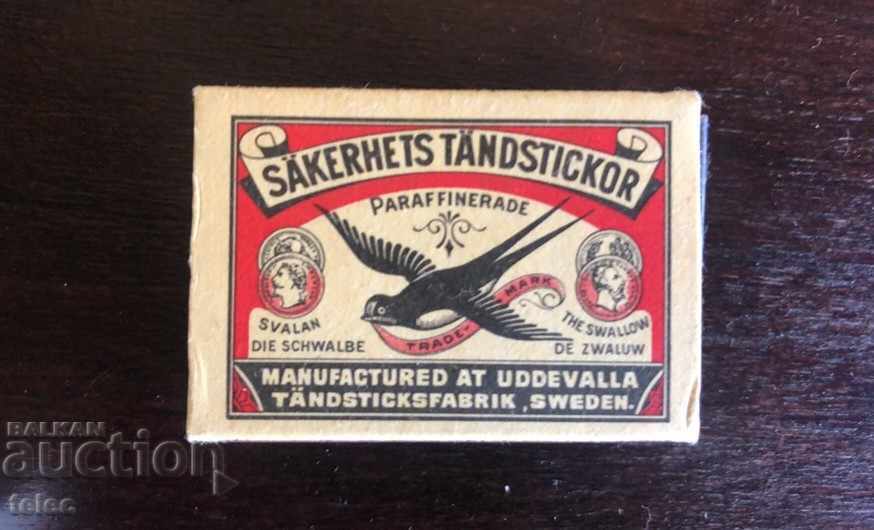 SÄKERHETS TÄNDSTICKOR
PARAFFINERADE
TRADE-MARK
SVALAN
DIE SCHWALBE
THE SWALLOW
DE ZWALUW
MANUFACTURED AT UDDEVALLA
TÄNDSTICKSFABRIK, SWEDEN.
BALKAN
auction
telec